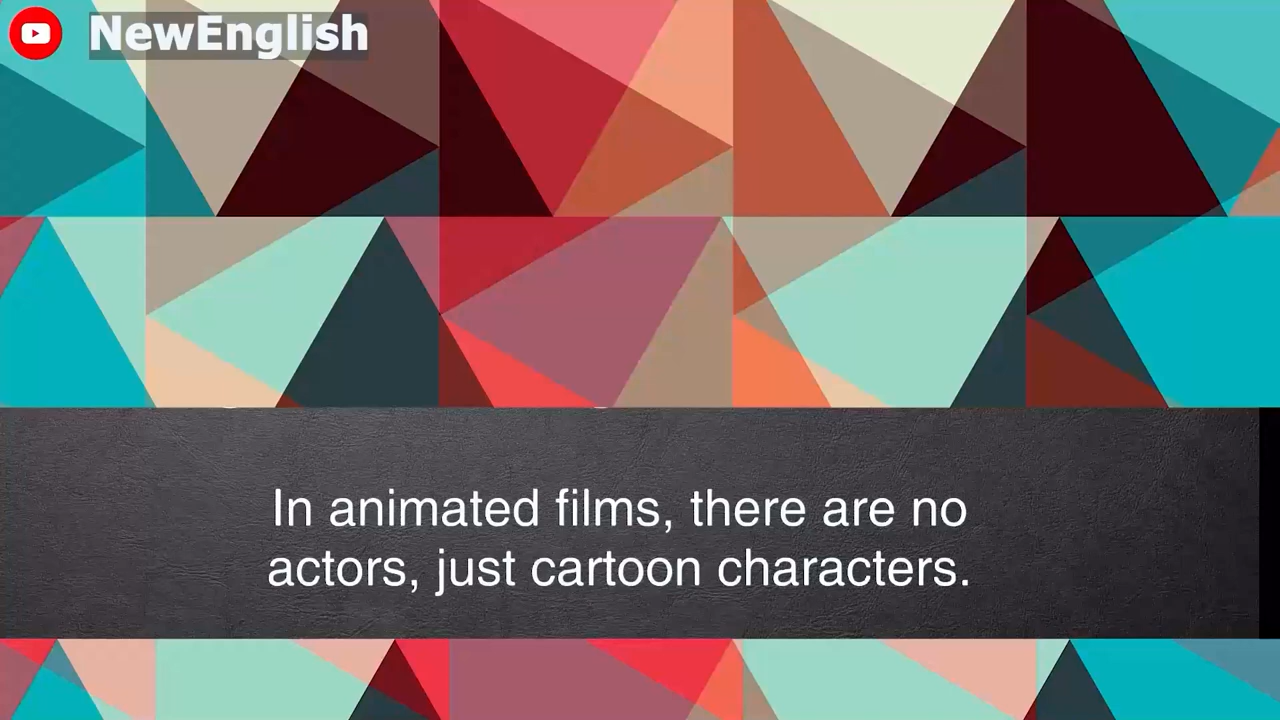 NewEnglish
In animated films, there are no
actors, just cartoon characters.